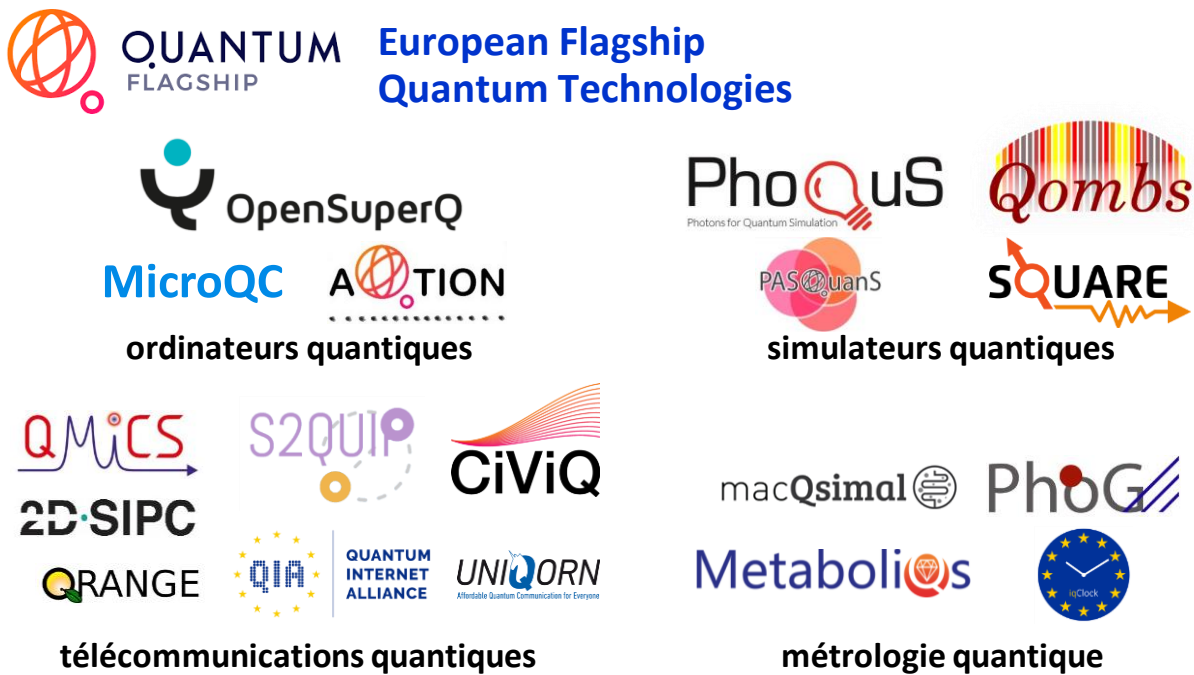 QUANTUM
FLAGSHIP
European Flagship
Quantum Technologies
OpenSuperQ
MicroQC
AQTION
ordinateurs quantiques
PhoQuS
Photons for Quantum Simulation
Qombs
PASQuanS
SQUARE
simulateurs quantiques
QMiCS
S2QUIP
CiViQ
2D·SIPC
QRANGE
QIA
QUANTUM
INTERNET
ALLIANCE
UNIQORN
Affordable Quantum Communication for Everyone
télécommunications quantiques
macQsimal
PhoG
MetaboliQs
iqClock
métrologie quantique